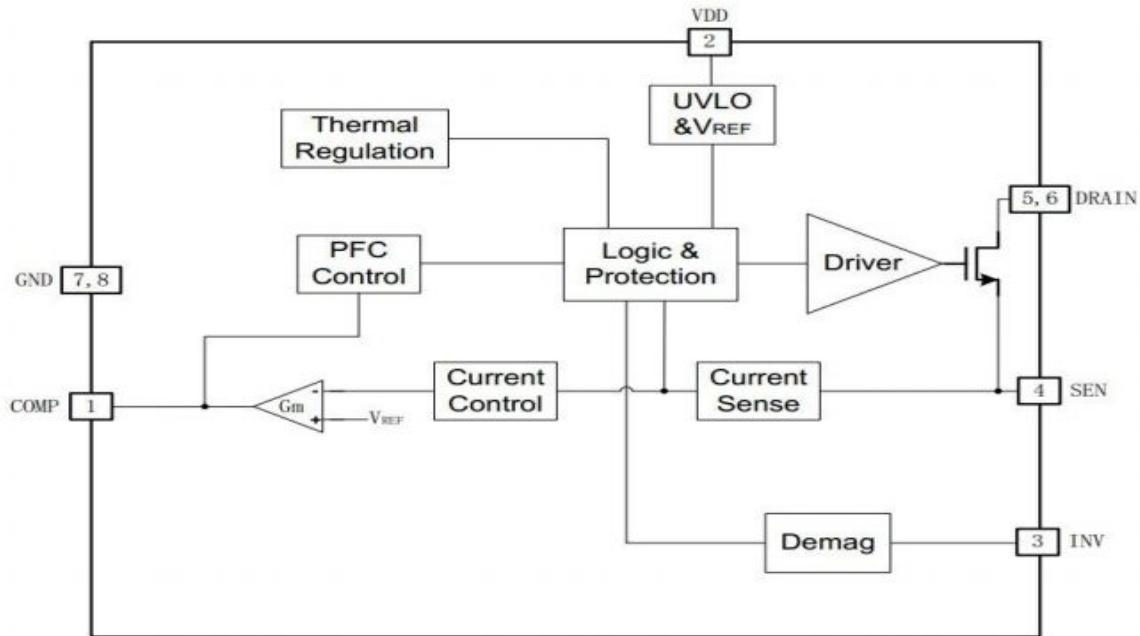 VDD
2
UVLO
&VREF
Thermal
Regulation
5, 6 DRAIN
PFC
Control
Logic &
Protection
Driver
GND 7, 8
COMP 1
-
Gm
+
VREF
Current
Control
Current
Sense
4 SEN
Demag
3 INV